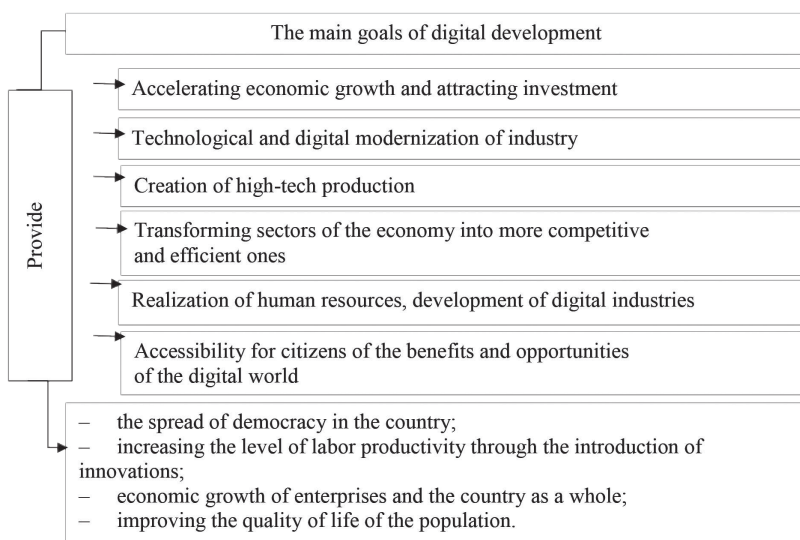 The main goals of digital development
Provide
Accelerating economic growth and attracting investment
Technological and digital modernization of industry
Creation of high-tech production
Transforming sectors of the economy into more competitive
and efficient ones
Realization of human resources, development of digital industries
Accessibility for citizens of the benefits and opportunities
of the digital world
– the spread of democracy in the country;
– increasing the level of labor productivity through the introduction of
innovations;
– economic growth of enterprises and the country as a whole;
– improving the quality of life of the population.